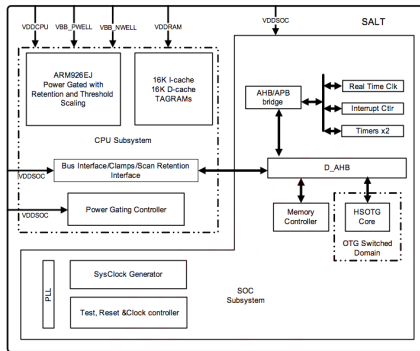 VDDCPU
VBB_PWELL
VBB_NWELL
VDDRAM
VDDSOC
SALT
ARM926EJ
Power Gated with
Retention and Threshold
Scaling
16K I-cache
16K D-cache
TAGRAMs
CPU Subsystem
AHB/APB
bridge
Real Time Clk
Interrupt Ctlr
Timers x2
Bus Interface/Clamps/Scan Retention
Interface
VDDSOC
D_AHB
Power Gating Controller
VDDSOC
Memory
Controller
HSOTG
Core
OTG Switched
Domain
PLL
SysClock Generator
Test, Reset &Clock controller
SOC
Subsystem